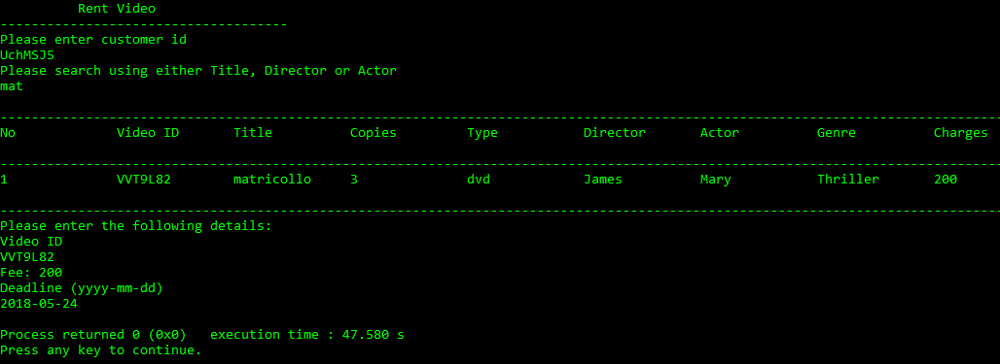 Rent Video
-------------------------------------
Please enter customer id
UchMSJ5
Please search using either Title, Director or Actor
mat
--------------------------------------------------------------------------------------------------------------------------------
No Video ID Title Copies Type Director Actor Genre Charges
--------------------------------------------------------------------------------------------------------------------------------
1 VVT9L82 matricollo 3 dvd James Mary Thriller 200
--------------------------------------------------------------------------------------------------------------------------------
Please enter the following details:
Video ID
VVT9L82
Fee: 200
Deadline (yyyy-mm-dd)
2018-05-24
Process returned 0 (0x0) execution time : 47.580 s
Press any key to continue.